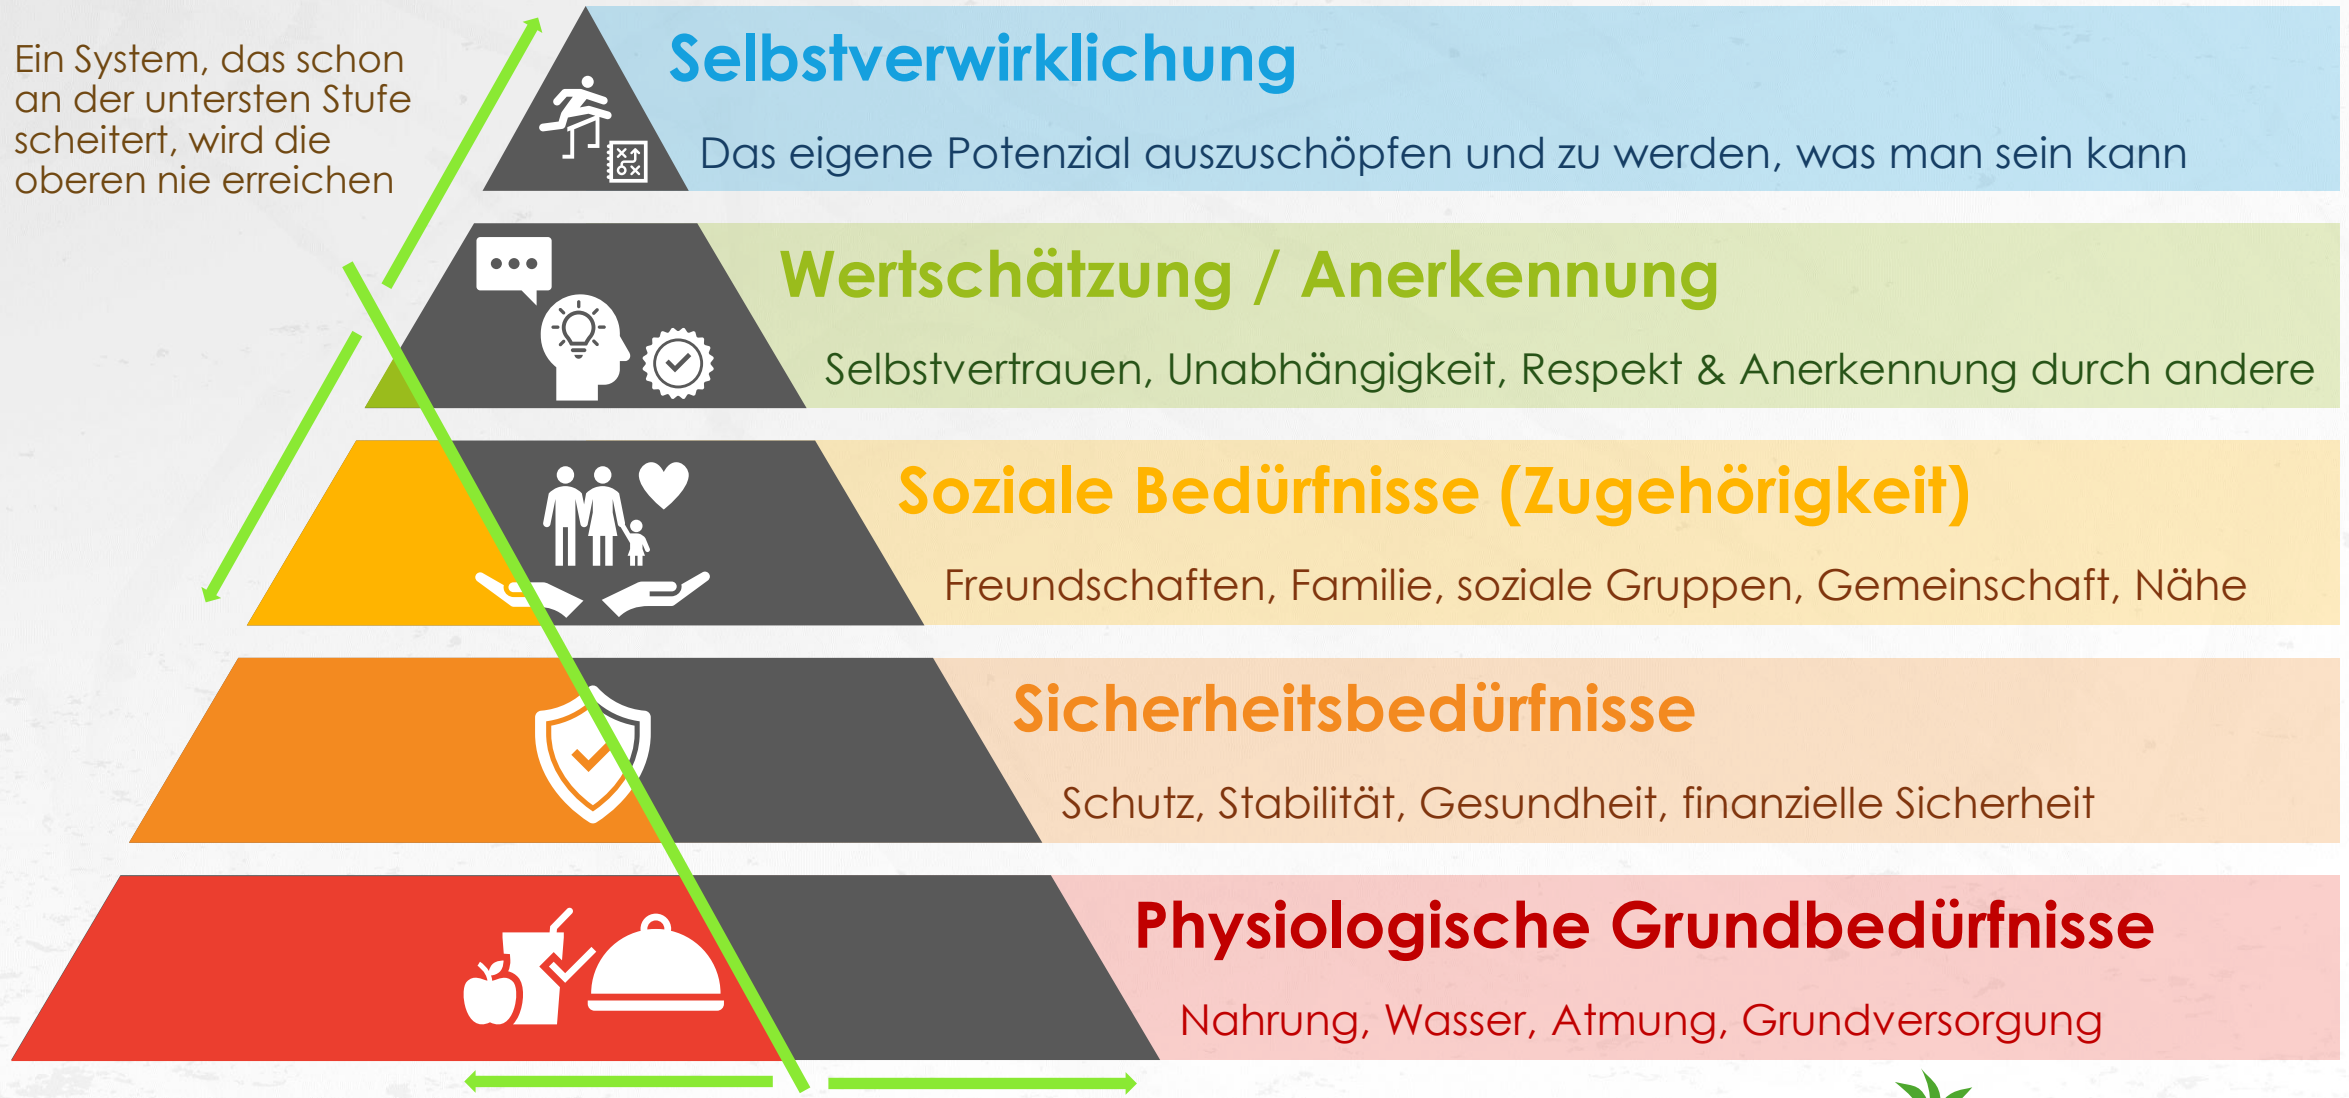 Ein System, das schon
an der untersten Stufe
scheitert, wird die
oberen nie erreichen
Selbstverwirklichung
Das eigene Potenzial auszuschöpfen und zu werden, was man sein kann
Wertschätzung / Anerkennung
Selbstvertrauen, Unabhängigkeit, Respekt & Anerkennung durch andere
Soziale Bedürfnisse (Zugehörigkeit)
Freundschaften, Familie, soziale Gruppen, Gemeinschaft, Nähe
Sicherheitsbedürfnisse
Schutz, Stabilität, Gesundheit, finanzielle Sicherheit
Physiologische Grundbedürfnisse
Nahrung, Wasser, Atmung, Grundversorgung